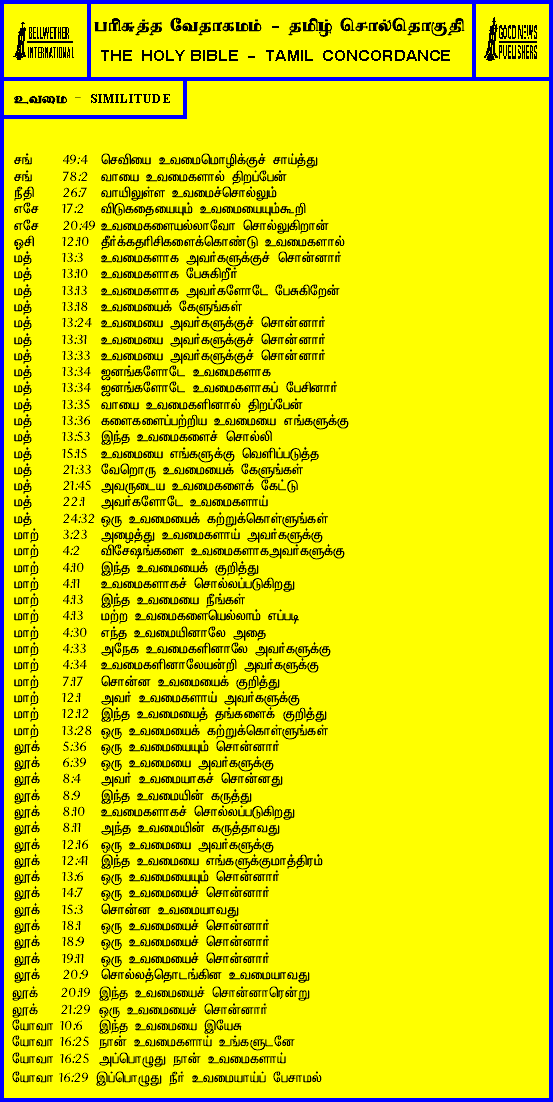 BELLWETHER
INTERNATIONAL
பரிசுத்த வேதாகமம் - தமிழ் சொல்தொகுதி
THE HOLY BIBLE - TAMIL CONCORDANCE
GOOD NEWS
PUBLISHERS
உவமை - SIMILITUDE
சங் 49:4 செவியை உவமைமொழிக்குச் சாய்த்து
சங் 78:2 வாயை உவமைகளால் திறப்பேன்
நீதி 26:7 வாயிலுள்ள உவமைச்சொல்லும்
எசே 17:2 விடுகதையையும் உவமையையும்கூறி
எசே 20:49 உவமைகளையல்லாவோ சொல்லுகிறான்
ஓசி 12:10 தீர்க்கதரிசிகளைக்கொண்டு உவமைகளால்
மத் 13:3 உவமைகளாக அவர்களுக்குச் சொன்னார்
மத் 13:10 உவமைகளாக பேசுகிறீர்
மத் 13:13 உவமைகளாக அவர்களோடே பேசுகிறேன்
மத் 13:18 உவமையைக் கேளுங்கள்
மத் 13:24 உவமையை அவர்களுக்குச் சொன்னார்
மத் 13:31 உவமையை அவர்களுக்குச் சொன்னார்
மத் 13:33 உவமையை அவர்களுக்குச் சொன்னார்
மத் 13:34 ஜனங்களோடே உவமைகளாக
மத் 13:34 ஜனங்களோடே உவமைகளாகப் பேசினார்
மத் 13:35 வாயை உவமைகளினால் திறப்பேன்
மத் 13:36 களைகளைப்பற்றிய உவமையை எங்களுக்கு
மத் 13:53 இந்த உவமைகளைச் சொல்லி
மத் 15:15 உவமையை எங்களுக்கு வெளிப்படுத்த
மத் 21:33 வேறொரு உவமையைக் கேளுங்கள்
மத் 21:45 அவருடைய உவமைகளைக் கேட்டு
மத் 22:1 அவர்களோடே உவமைகளாய்
மத் 24:32 ஒரு உவமையைக் கற்றுக்கொள்ளுங்கள்
மாற் 3:23 அழைத்து உவமைகளாய் அவர்களுக்கு
மாற் 4:2 விசேஷங்களை உவமைகளாகஅவர்களுக்கு
மாற் 4:10 இந்த உவமையைக் குறித்து
மாற் 4:11 உவமைகளாகச் சொல்லப்படுகிறது
மாற் 4:13 இந்த உவமையை நீங்கள்
மாற் 4:13 மற்ற உவமைகளையெல்லாம் எப்படி
மாற் 4:30 எந்த உவமையினாலே அதை
மாற் 4:33 அநேக உவமைகளினாலே அவர்களுக்கு
மாற் 4:34 உவமைகளினாலேயன்றி அவர்களுக்கு
மாற் 7:17 சொன்ன உவமையைக் குறித்து
மாற் 12:1 அவர் உவமைகளாய் அவர்களுக்கு
மாற் 12:12 இந்த உவமையைத் தங்களைக் குறித்து
மாற் 13:28 ஒரு உவமையைக் கற்றுக்கொள்ளுங்கள்
லூக் 5:36 ஒரு உவமையையும் சொன்னார்
லூக் 6:39 ஒரு உவமையை அவர்களுக்கு
லூக் 8:4 அவர் உவமையாகச் சொன்னது
லூக் 8:9 இந்த உவமையின் கருத்து
லூக் 8:10 உவமைகளாகச் சொல்லப்படுகிறது
லூக் 8:11 அந்த உவமையின் கருத்தாவது
லூக் 12:16 ஒரு உவமையை அவர்களுக்கு
லூக் 12:41 இந்த உவமையை எங்களுக்குமாத்திரம்
லூக் 13:6 ஒரு உவமையையும் சொன்னார்
லூக் 14:7 ஒரு உவமையைச் சொன்னார்
லூக் 15:3 சொன்ன உவமையாவது
லூக் 18:1 ஒரு உவமையைச் சொன்னார்
லூக் 18:9 ஒரு உவமையைச் சொன்னார்
லூக் 19:11 ஒரு உவமையைச் சொன்னார்
லூக் 20:9 சொல்லத்தொடங்கின உவமையாவது
லூக் 20:19 இந்த உவமையைச் சொன்னாரென்று
லூக் 21:29 ஒரு உவமையைச் சொன்னார்
யோவா 10:6 இந்த உவமையை இயேசு
யோவா 16:25 நான் உவமைகளாய் உங்களுடனே
யோவா 16:25 அப்பொழுது நான் உவமைகளாய்
யோவா 16:29 இப்பொழுது நீர் உவமையாய்ப் பேசாமல்